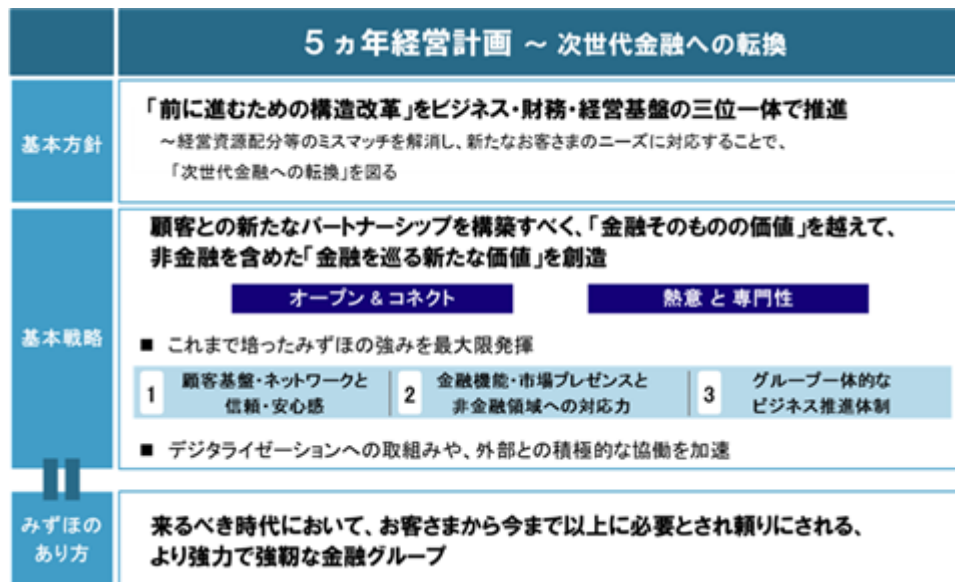 5ヵ年経営計画 ～ 次世代金融への転換
基本方針
「前に進むための構造改革」をビジネス・財務・経営基盤の三位一体で推進
～経営資源配分等のミスマッチを解消し、新たなお客さまのニーズに対応することで、
「次世代金融への転換」を図る
基本戦略
顧客との新たなパートナーシップを構築すべく、「金融そのものの価値」を越えて、
非金融を含めた「金融を巡る新たな価値」を創造
オープン & コネクト
熱意 と 専門性
■ これまで培ったみずほの強みを最大限発揮
1
顧客基盤・ネットワークと
信頼・安心感
2
金融機能・市場プレゼンスと
非金融領域への対応力
3
グループ一体的な
ビジネス推進体制
■ デジタライゼーションへの取組みや、外部との積極的な協働を加速
みずほの
あり方
来るべき時代において、お客さまから今まで以上に必要とされ頼りにされる、
より強力で強靭な金融グループ